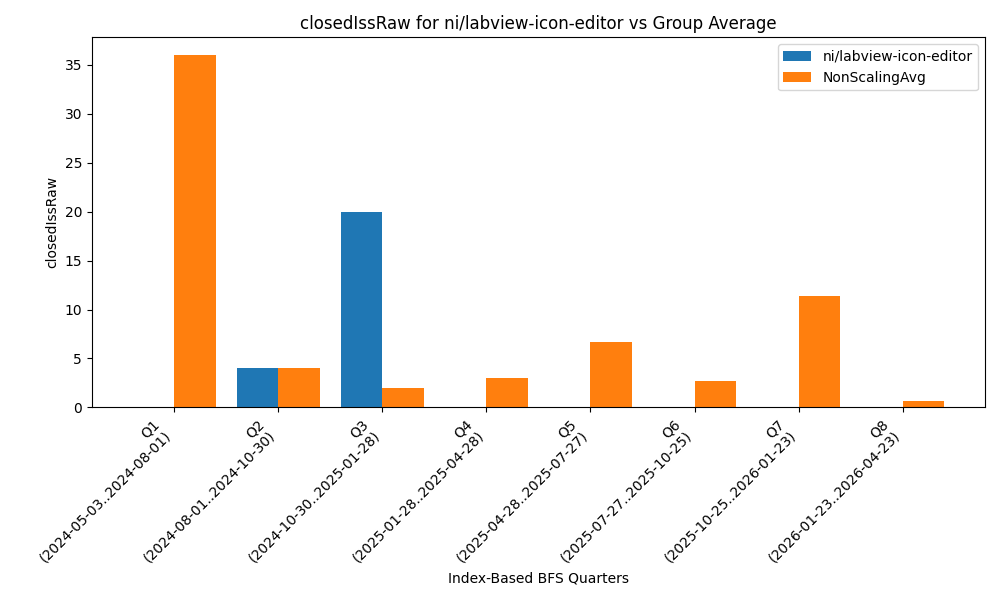 closedIssRaw for ni/labview-icon-editor vs Group Average
ni/labview-icon-editor
NonScalingAvg
closedIssRaw
35
30
25
20
15
10
5
0
Q1
(2024-05-03..2024-08-01)
Q2
(2024-08-01..2024-10-30)
Q3
(2024-10-30..2025-01-28)
Q4
(2025-01-28..2025-04-28)
Q5
(2025-04-28..2025-07-27)
Q6
(2025-07-27..2025-10-25)
Q7
(2025-10-25..2026-01-23)
Q8
(2026-01-23..2026-04-23)
Index-Based BFS Quarters